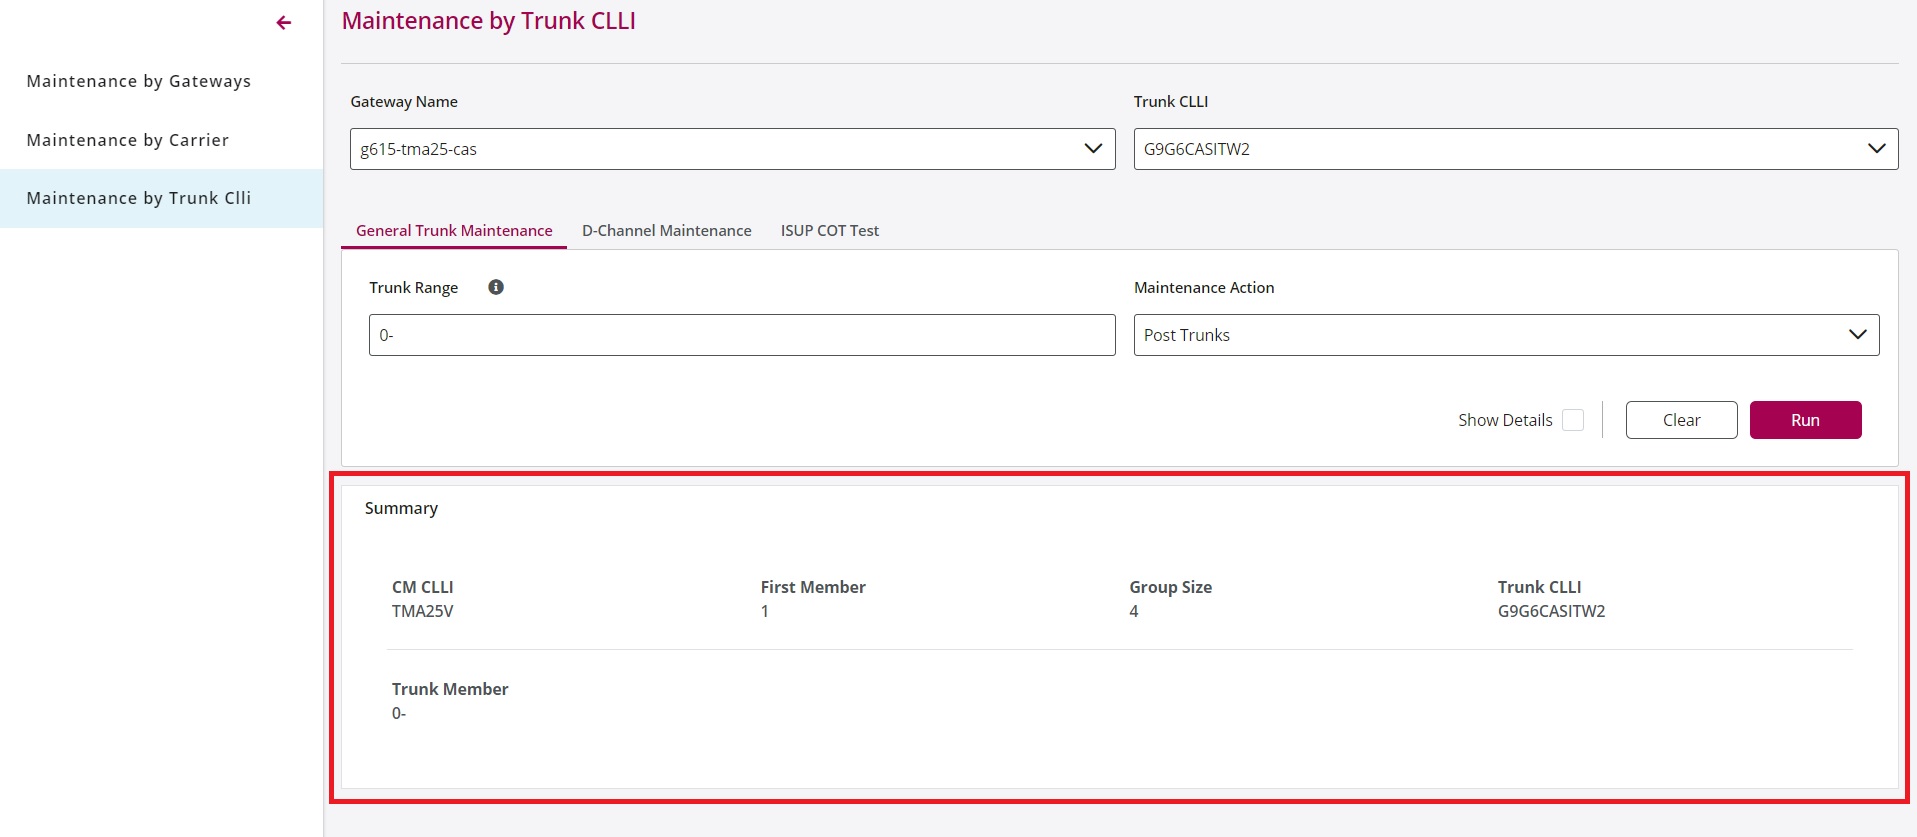 Maintenance by Gateways
Maintenance by Carrier
Maintenance by Trunk Clli
Maintenance by Trunk CLLI
Gateway Name
Trunk CLLI
g615-tma25-cas
G9G6CASITW2
General Trunk Maintenance
D-Channel Maintenance
ISUP COT Test
Trunk Range
Maintenance Action
0-
Post Trunks
Show Details
Clear
Run
Summary
CM CLLI
First Member
Group Size
Trunk CLLI
TMA25V
1
4
G9G6CASITW2
Trunk Member
0-